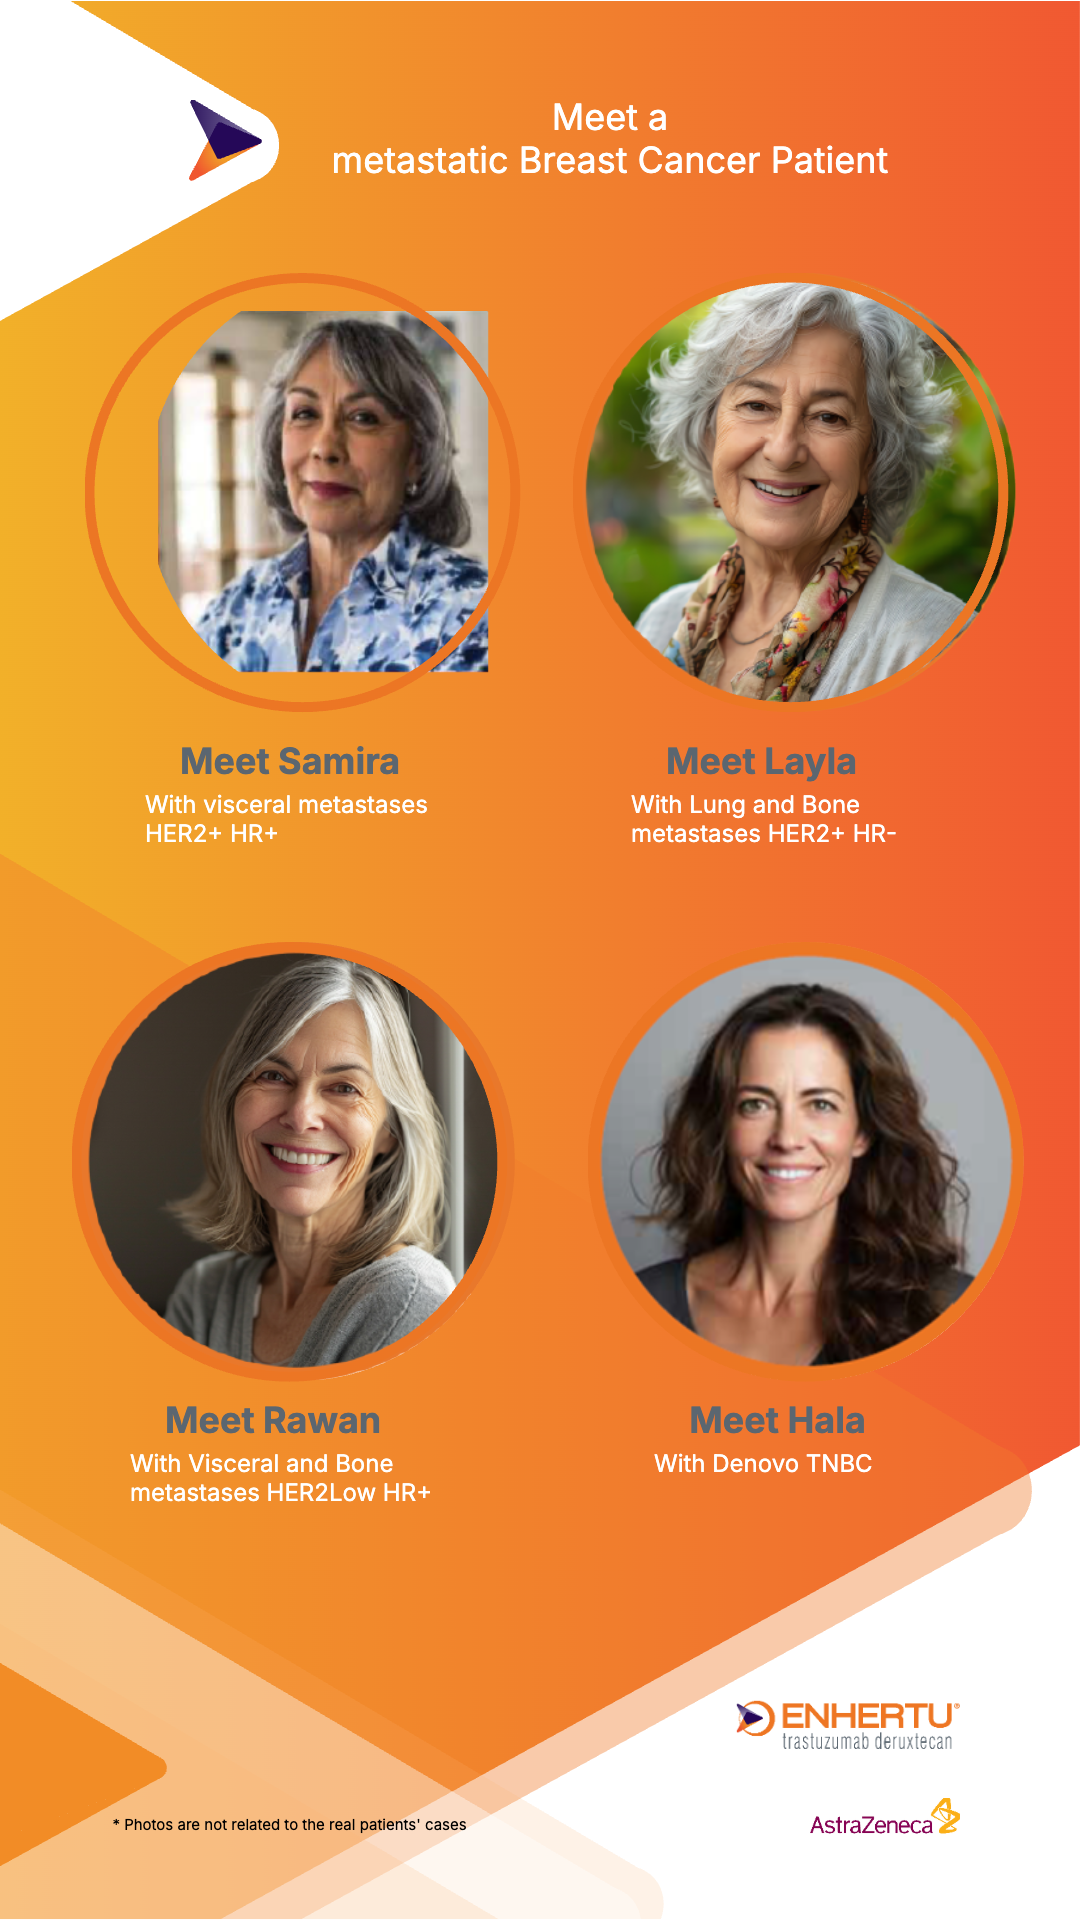 Meet a
metastatic Breast Cancer Patient
Meet Samira
With visceral metastases
HER2+ HR+
Meet Layla
With Lung and Bone
metastases HER2+ HR-
Meet Rawan
With Visceral and Bone
metastases HER2Low HR+
Meet Hala
With Denovo TNBC
ENHERTU®
trastuzumab deruxtecan
* Photos are not related to the real patients' cases
AstraZeneca